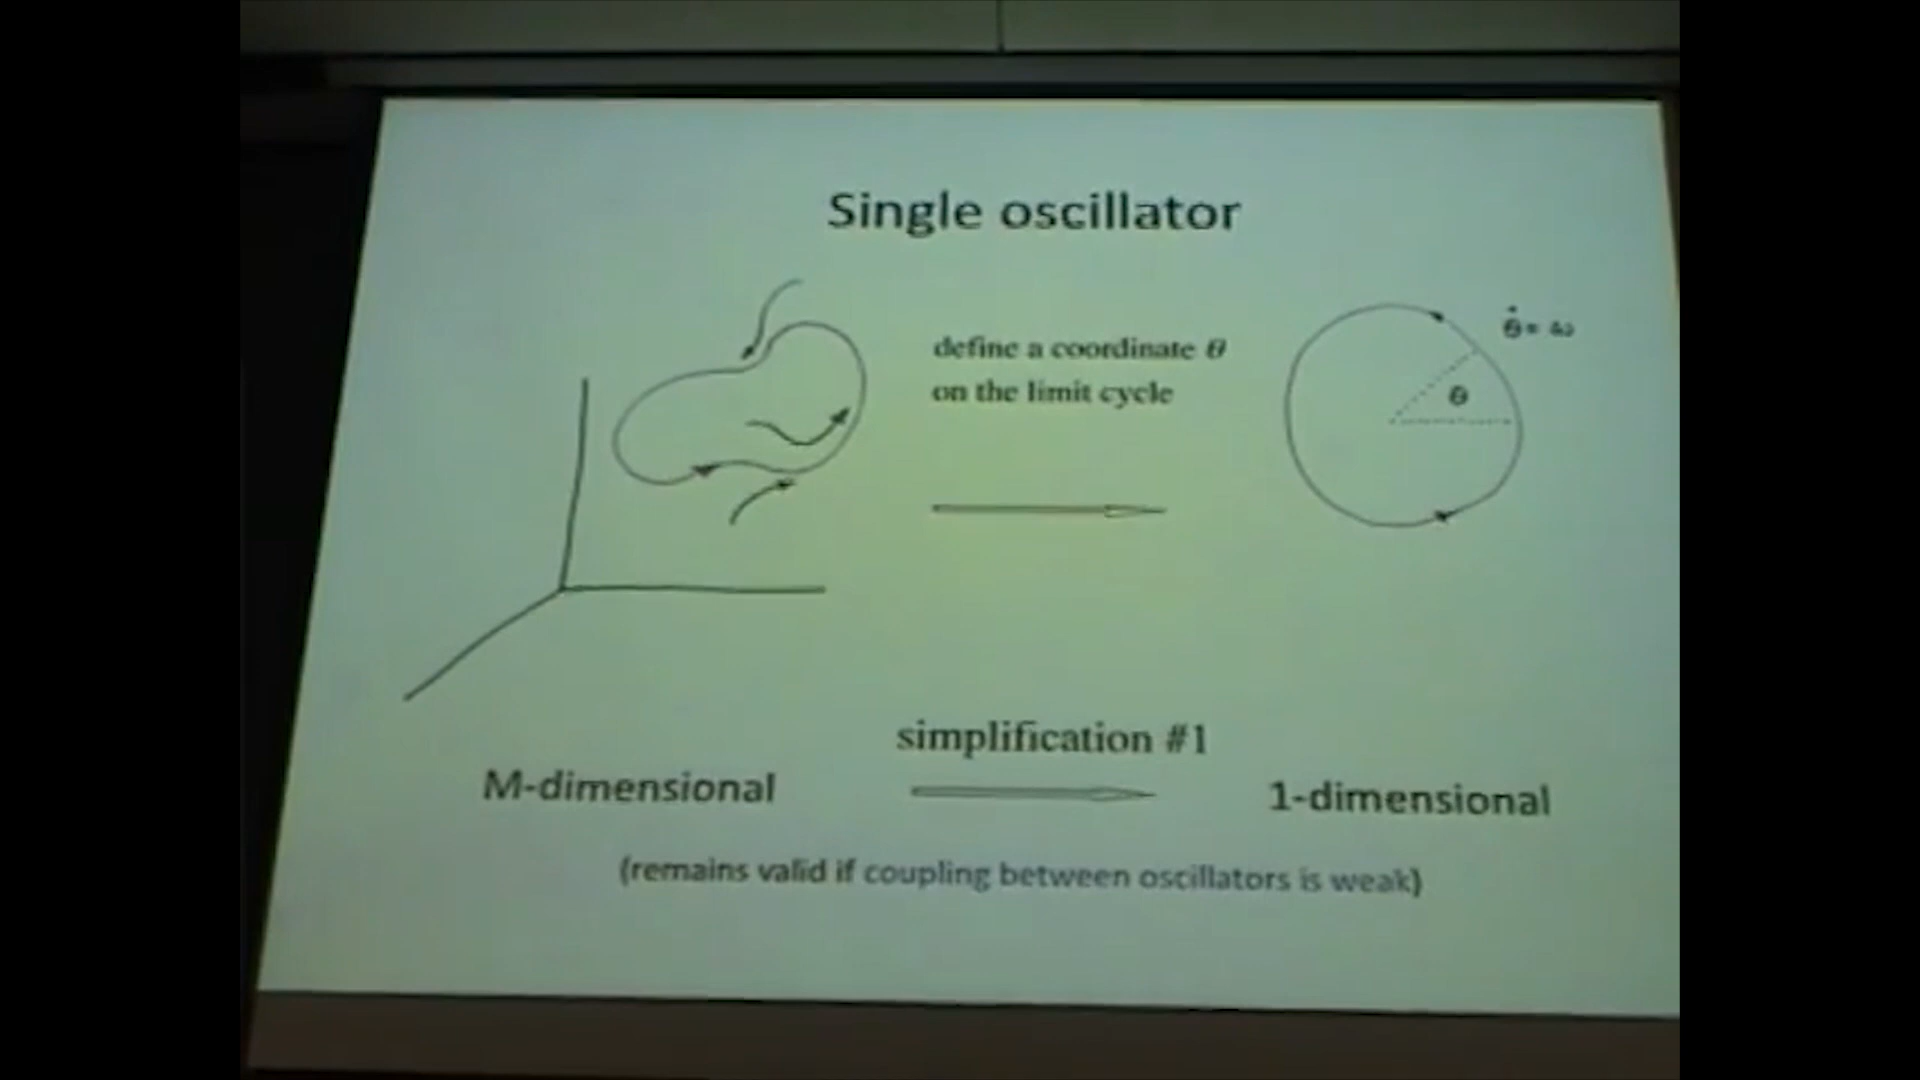 Single oscillator
define a coordinate θ
on the limit cycle
θ̇ = ω
θ
simplification #1
M-dimensional
1-dimensional
(remains valid if coupling between oscillators is weak)